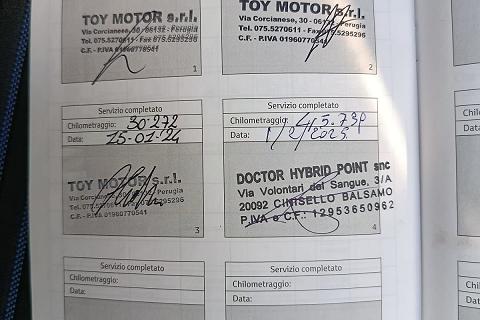 TOY MOTOR s.r.l.
Via Corcianese, 30 - 06132 - Perugia
Tel. 075.5270611 - Fax 075.5295296
C.F. - P.IVA 01960770541
1
TOY MOTOR s.r.l.
Via Corcianese, 30 - 06132 - Perugia
Tel. 075.5270611 - Fax 075.5295296
C.F. - P.IVA 01960770541
2
Servizio completato
Chilometraggio: 30.272
Data: 15-01-24
TOY MOTOR s.r.l.
Via Corcianese, 30 - 06132 - Perugia
Tel. 075.5270611 - Fax 075.5295296
C.F. - P.IVA 01960770541
3
Servizio completato
Chilometraggio: 45.730
Data: 1/2/2025
DOCTOR HYBRID POINT snc
Via Volontari del Sangue, 3/A
20092 CINISELLO BALSAMO
P.IVA e C.F.: 12953650962
4
Servizio completato
Chilometraggio:
Data:
Servizio completato
Chilometraggio:
Data: